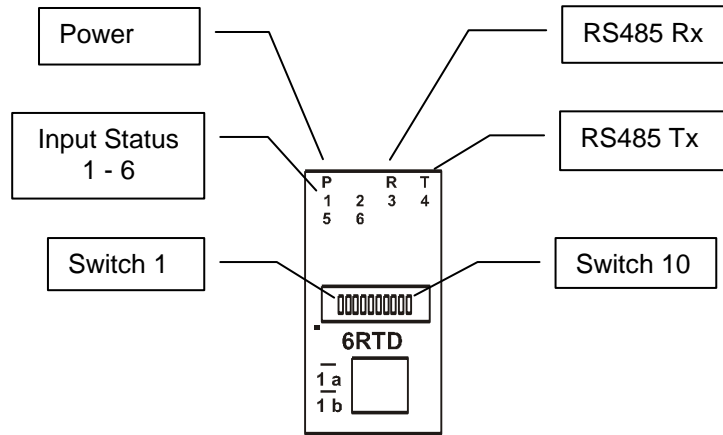 Power
RS485 Rx
Input Status
1 - 6
RS485 Tx
P R T
1 2 3 4
5 6
Switch 1
Switch 10
6RTD
1 a
1 b